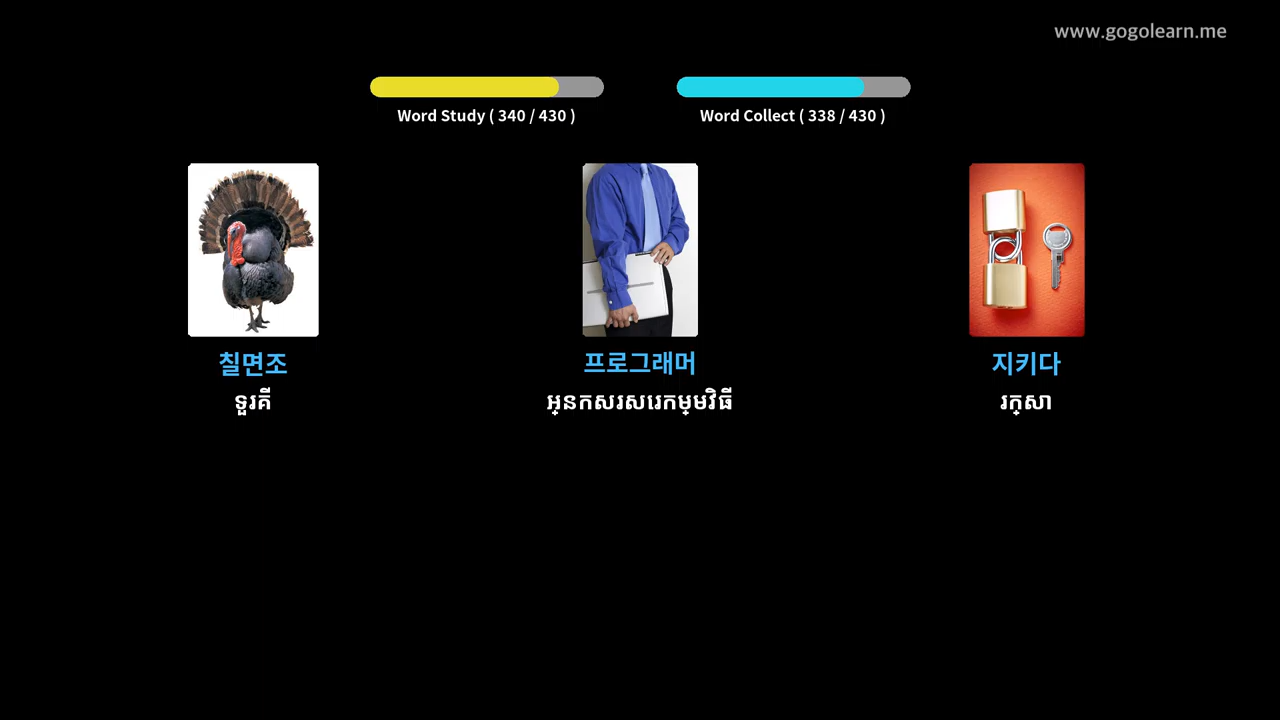 www.gogolearn.me
Word Study ( 340 / 430 )
Word Collect ( 338 / 430 )
칠면조
프로그래머
지키다
ទួរគី
អ្នកសរសេរកម្មវិធី
រក្សា